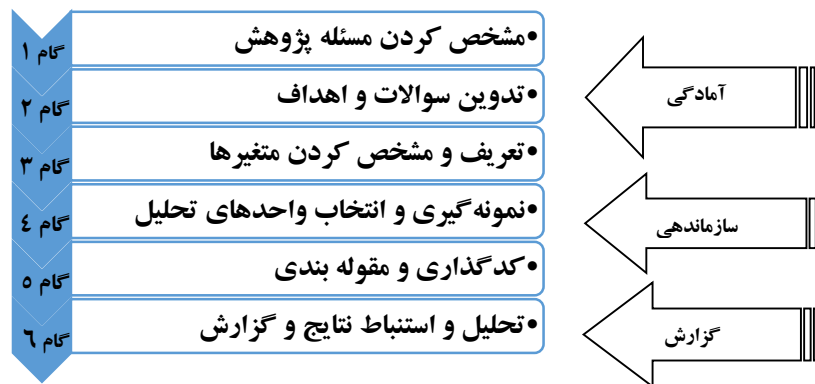 گام ۱
•مشخص کردن مسئله پژوهش
گام ۲
•تدوین سوالات و اهداف
گام ۳
•تعریف و مشخص کردن متغیرها
گام ٤
•نمونه‌گیری و انتخاب واحدهای تحلیل
گام ٥
•کدگذاری و مقوله بندی
گام ٦
•تحلیل و استنباط نتایج و گزارش
آمادگی
سازماندهی
گزارش